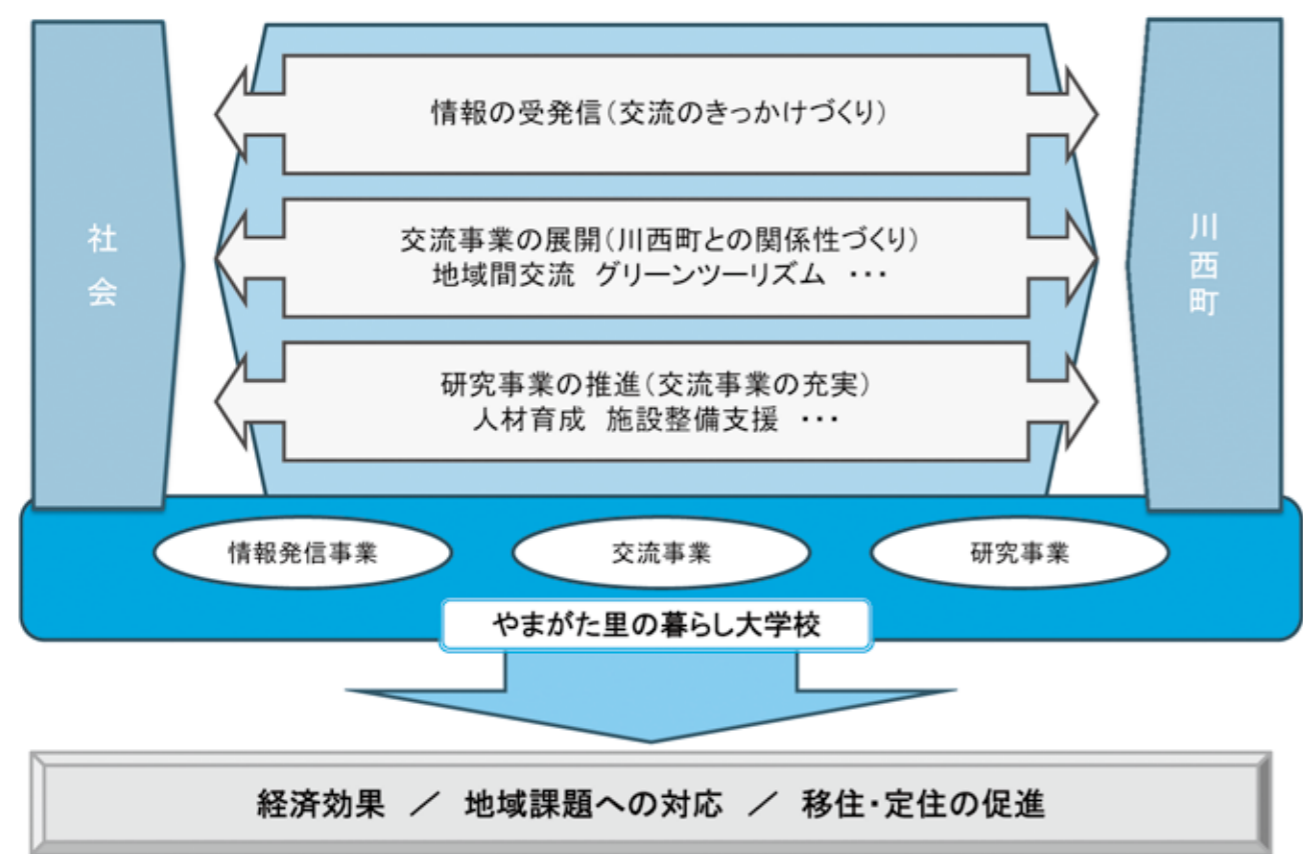 社会
情報の受発信(交流のきっかけづくり)
交流事業の展開(川西町との関係性づくり)
地域間交流　グリーンツーリズム　・・・
研究事業の推進(交流事業の充実)
人材育成　施設整備支援　・・・
川西町
情報発信事業
交流事業
研究事業
やまがた里の暮らし大学校
経済効果　／　地域課題への対応　／　移住・定住の促進